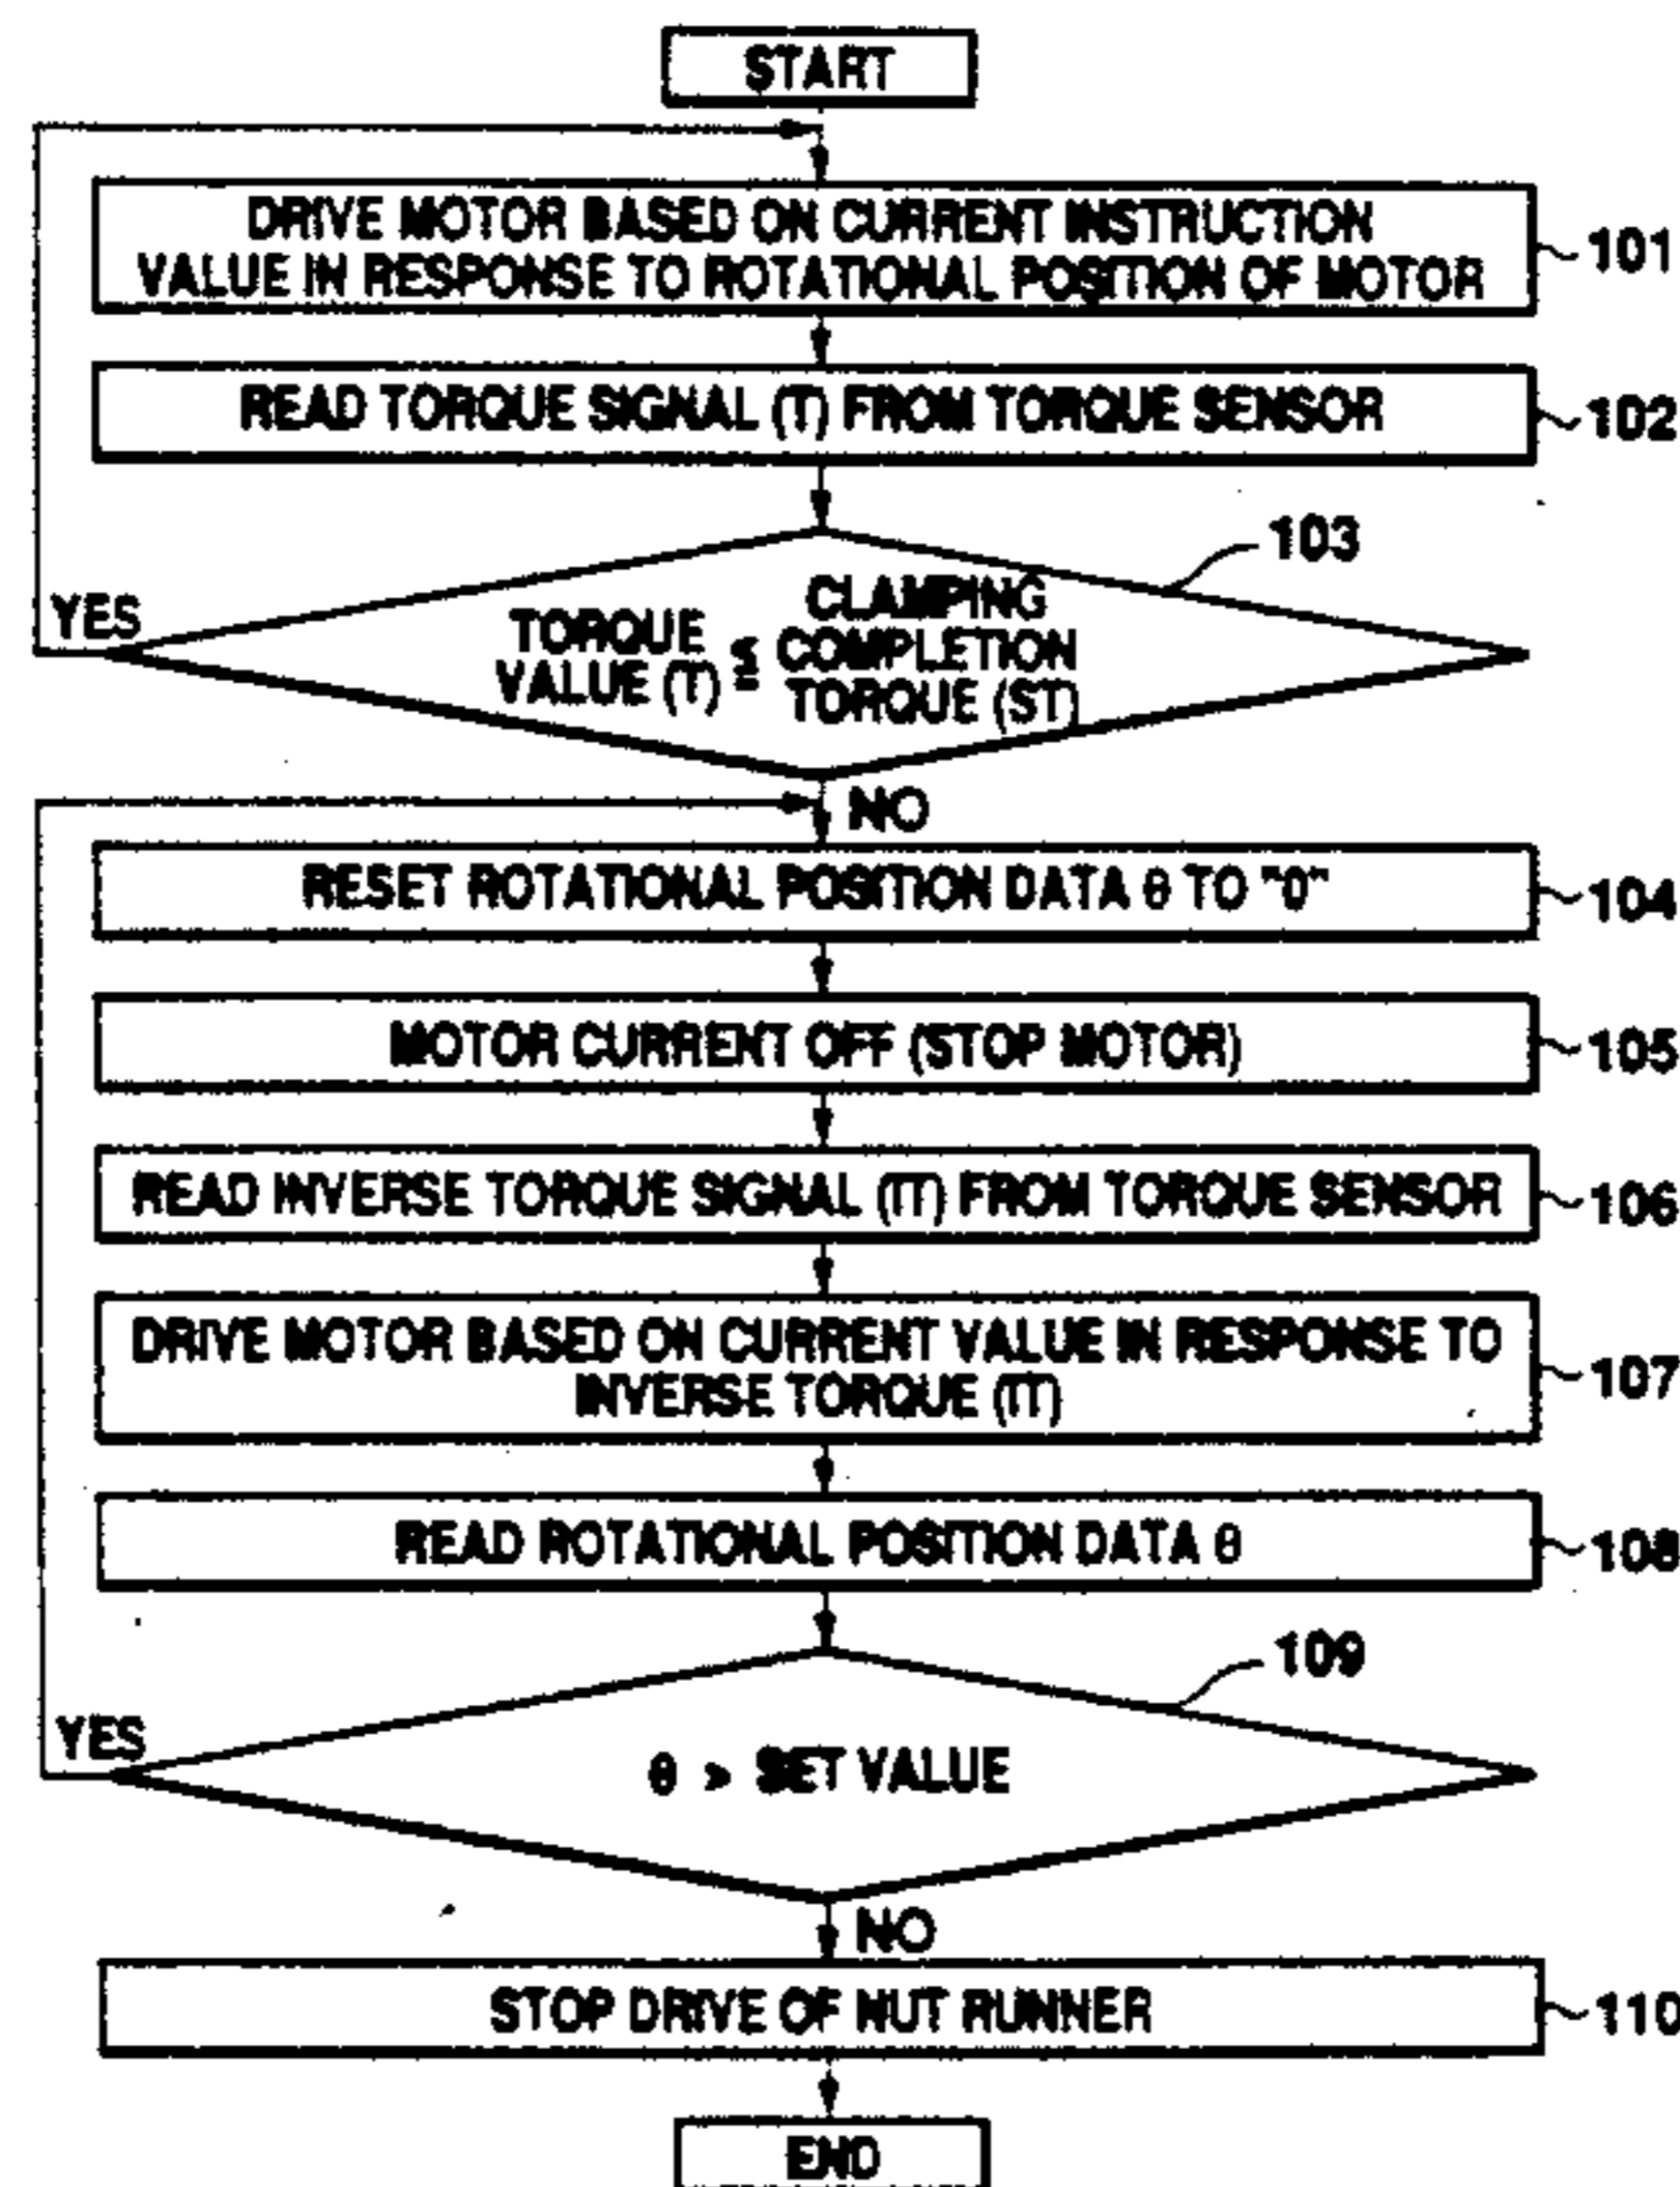 START
DRIVE MOTOR BASED ON CURRENT INSTRUCTION
VALUE IN RESPONSE TO ROTATIONAL POSITION OF MOTOR
101
READ TORQUE SIGNAL (T) FROM TORQUE SENSOR
102
103
YES
TORQUE
VALUE (T)
≦
CLAMPING
COMPLETION
TORQUE (ST)
NO
RESET ROTATIONAL POSITION DATA θ TO "0"
104
MOTOR CURRENT OFF (STOP MOTOR)
105
READ INVERSE TORQUE SIGNAL (TT) FROM TORQUE SENSOR
106
DRIVE MOTOR BASED ON CURRENT VALUE IN RESPONSE TO
INVERSE TORQUE (TT)
107
READ ROTATIONAL POSITION DATA θ
108
109
YES
θ > SET VALUE
NO
STOP DRIVE OF NUT RUNNER
110
END